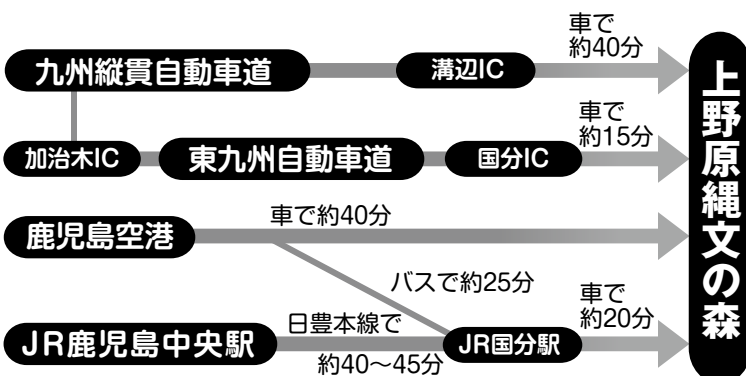 車で
約40分
九州縦貫自動車道
溝辺IC
車で
約15分
加治木IC
東九州自動車道
国分IC
車で約40分
鹿児島空港
バスで約25分
車で
約20分
日豊本線で
JR鹿児島中央駅
JR国分駅
約40～45分
上野原縄文の森